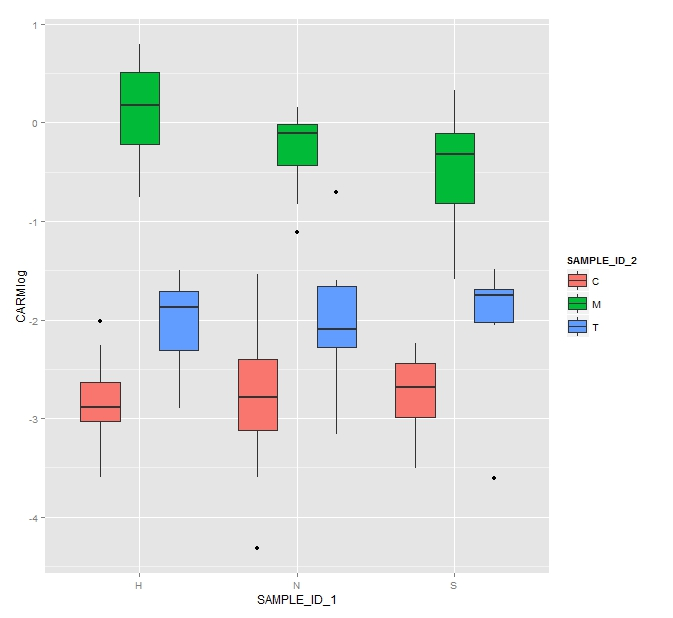 1
0
-1
-2
-3
-4
CARMlog
H
N
S
SAMPLE_ID_1
SAMPLE_ID_2
C
M
T